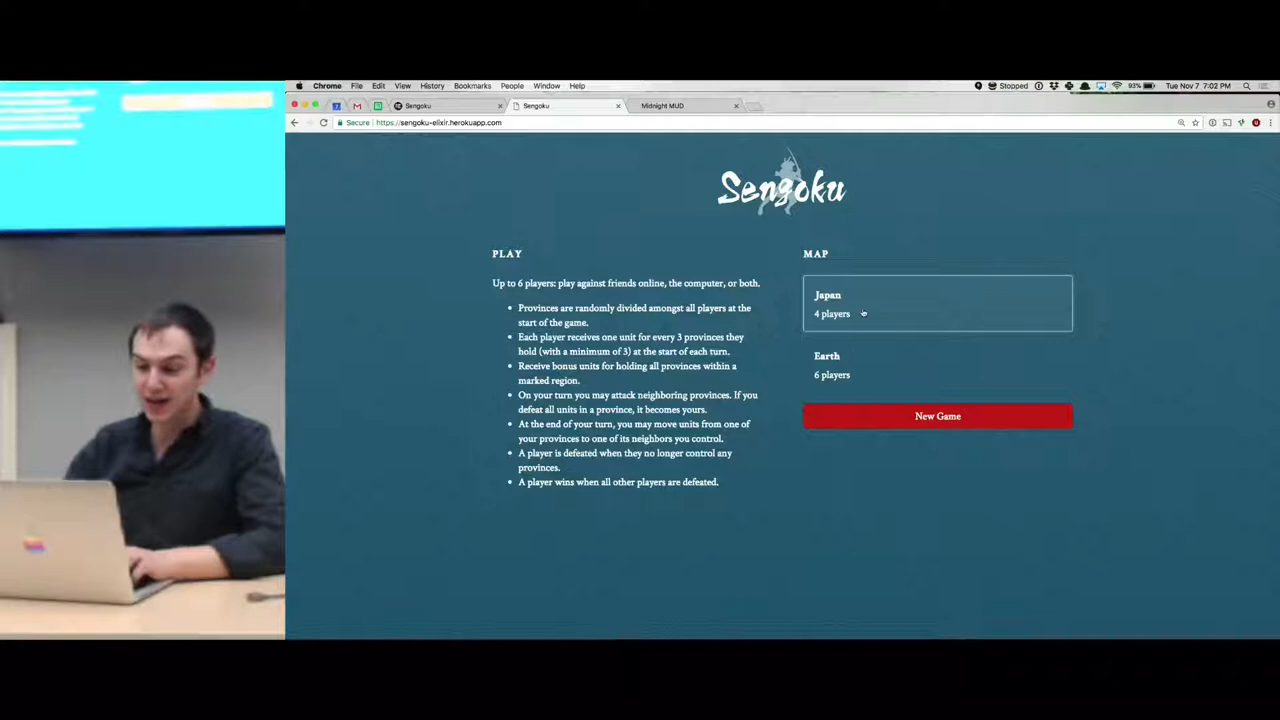 Chrome File Edit View History Bookmarks People Window Help
Stopped 93% Tue Nov 7 7:02 PM
Sengoku
Sengoku
Midnight MUD
Secure https://sengoku-elixir.herokuapp.com
Sengoku
PLAY
Up to 6 players: play against friends online, the computer, or both.
• Provinces are randomly divided amongst all players at the
start of the game.
• Each player receives one unit for every 3 provinces they
hold (with a minimum of 3) at the start of each turn.
• Receive bonus units for holding all provinces within a
marked region.
• On your turn you may attack neighboring provinces. If you
defeat all units in a province, it becomes yours.
• At the end of your turn, you may move units from one of
your provinces to one of its neighbors you control.
• A player is defeated when they no longer control any
provinces.
• A player wins when all other players are defeated.
MAP
Japan
4 players
Earth
6 players
New Game